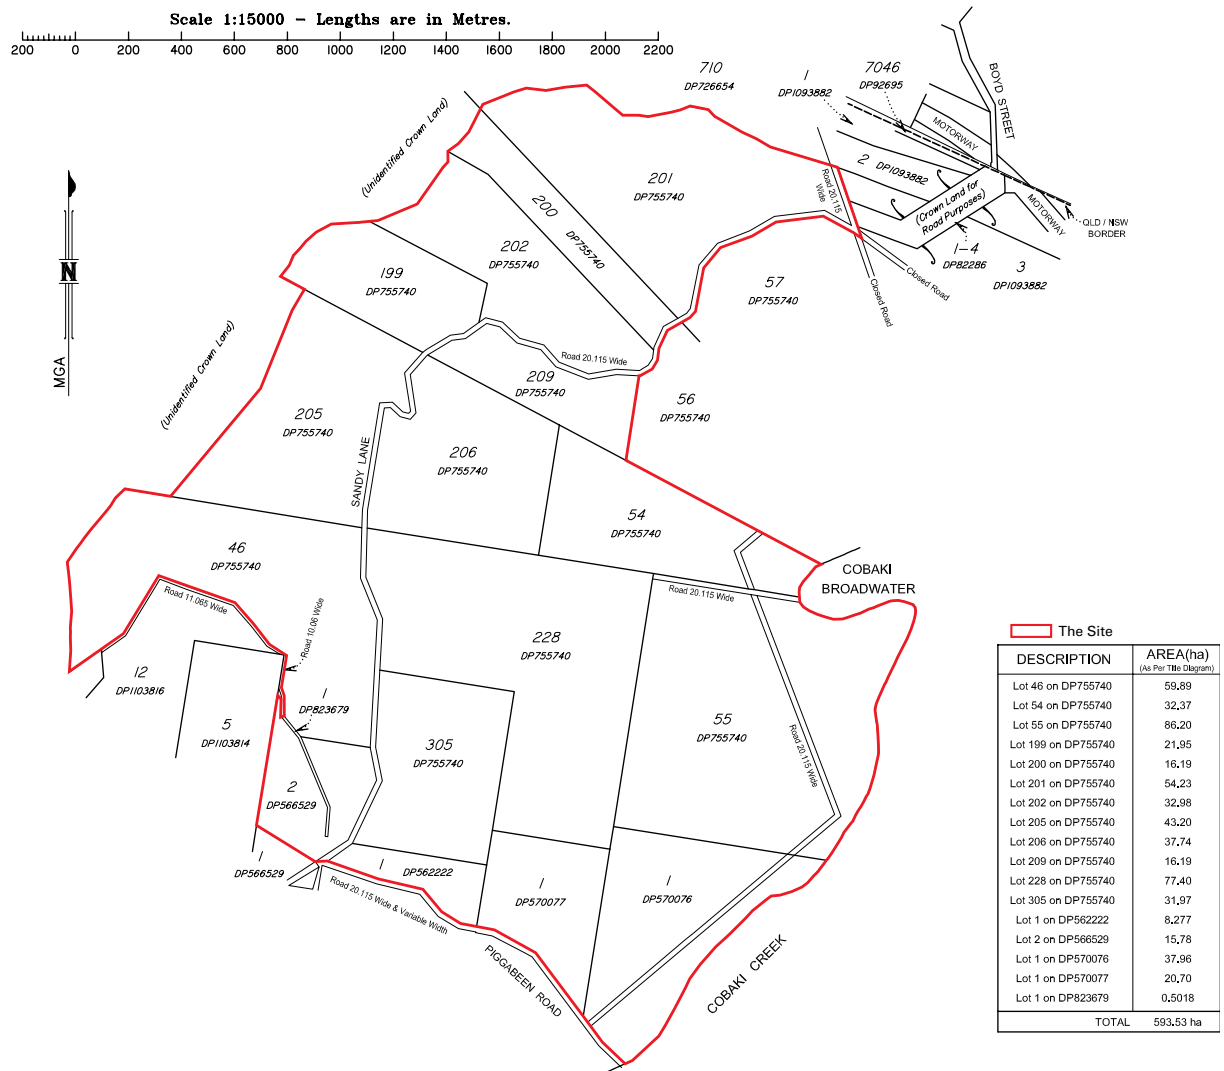 Scale 1:15000 - Lengths are in Metres.
200 0 200 400 600 800 1000 1200 1400 1600 1800 2000 2200
710
DP726654
1
DP1093882
7046
DP92695
BOYD STREET
MOTORWAY
2 DP1093882
(Crown Land for
Road Purposes)
MOTORWAY
QLD / NSW
BORDER
1-4
DP82286
3
DP1093882
Closed Road
Closed Road
Road 20.115
Wide
(Unidentified Crown Land)
201
DP755740
200
DP755740
202
DP755740
199
DP755740
57
DP755740
N
MGA
(Unidentified Crown Land)
Road 20.115 Wide
209
DP755740
56
DP755740
205
DP755740
SANDY LANE
206
DP755740
54
DP755740
46
DP755740
COBAKI
BROADWATER
Road 20.115 Wide
Road 11.065 Wide
Road 10.06 Wide
228
DP755740
12
DP1103816
1
DP823679
5
DP1103814
305
DP755740
55
DP755740
Road 20.115 Wide
2
DP566529
1
DP566529
1 DP562222
Road 20.115 Wide & Variable Width
1
DP570077
1
DP570076
PIGGABEEN ROAD
COBAKI CREEK
The Site
DESCRIPTION AREA(ha)
(As Per Title Diagram)
Lot 46 on DP755740 59.89
Lot 54 on DP755740 32.37
Lot 55 on DP755740 86.20
Lot 199 on DP755740 21.95
Lot 200 on DP755740 16.19
Lot 201 on DP755740 54.23
Lot 202 on DP755740 32.98
Lot 205 on DP755740 43.20
Lot 206 on DP755740 37.74
Lot 209 on DP755740 16.19
Lot 228 on DP755740 77.40
Lot 305 on DP755740 31.97
Lot 1 on DP562222 8.277
Lot 2 on DP566529 15.78
Lot 1 on DP570076 37.96
Lot 1 on DP570077 20.70
Lot 1 on DP823679 0.5018
TOTAL 593.53 ha